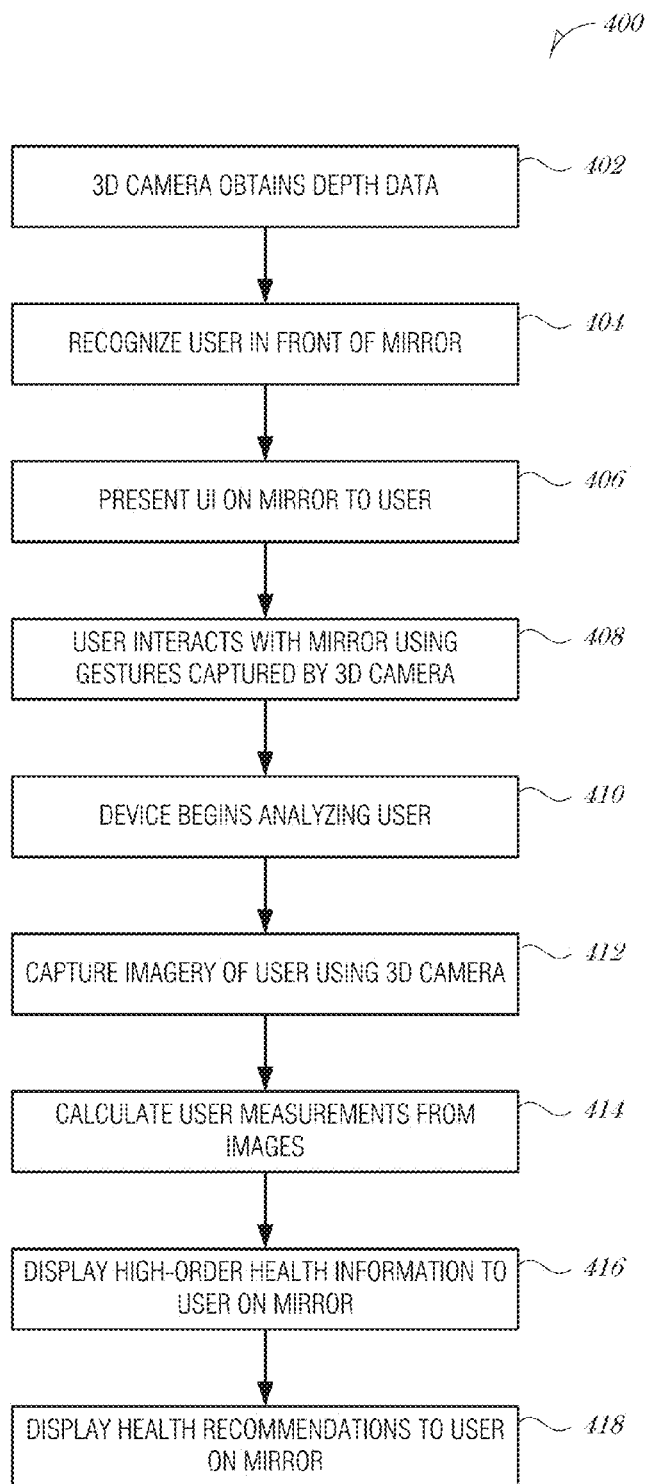 400
3D CAMERA OBTAINS DEPTH DATA
402
RECOGNIZE USER IN FRONT OF MIRROR
404
PRESENT UI ON MIRROR TO USER
406
USER INTERACTS WITH MIRROR USING
GESTURES CAPTURED BY 3D CAMERA
408
DEVICE BEGINS ANALYZING USER
410
CAPTURE IMAGERY OF USER USING 3D CAMERA
412
CALCULATE USER MEASUREMENTS FROM
IMAGES
414
DISPLAY HIGH-ORDER HEALTH INFORMATION TO
USER ON MIRROR
416
DISPLAY HEALTH RECOMMENDATIONS TO USER
ON MIRROR
418